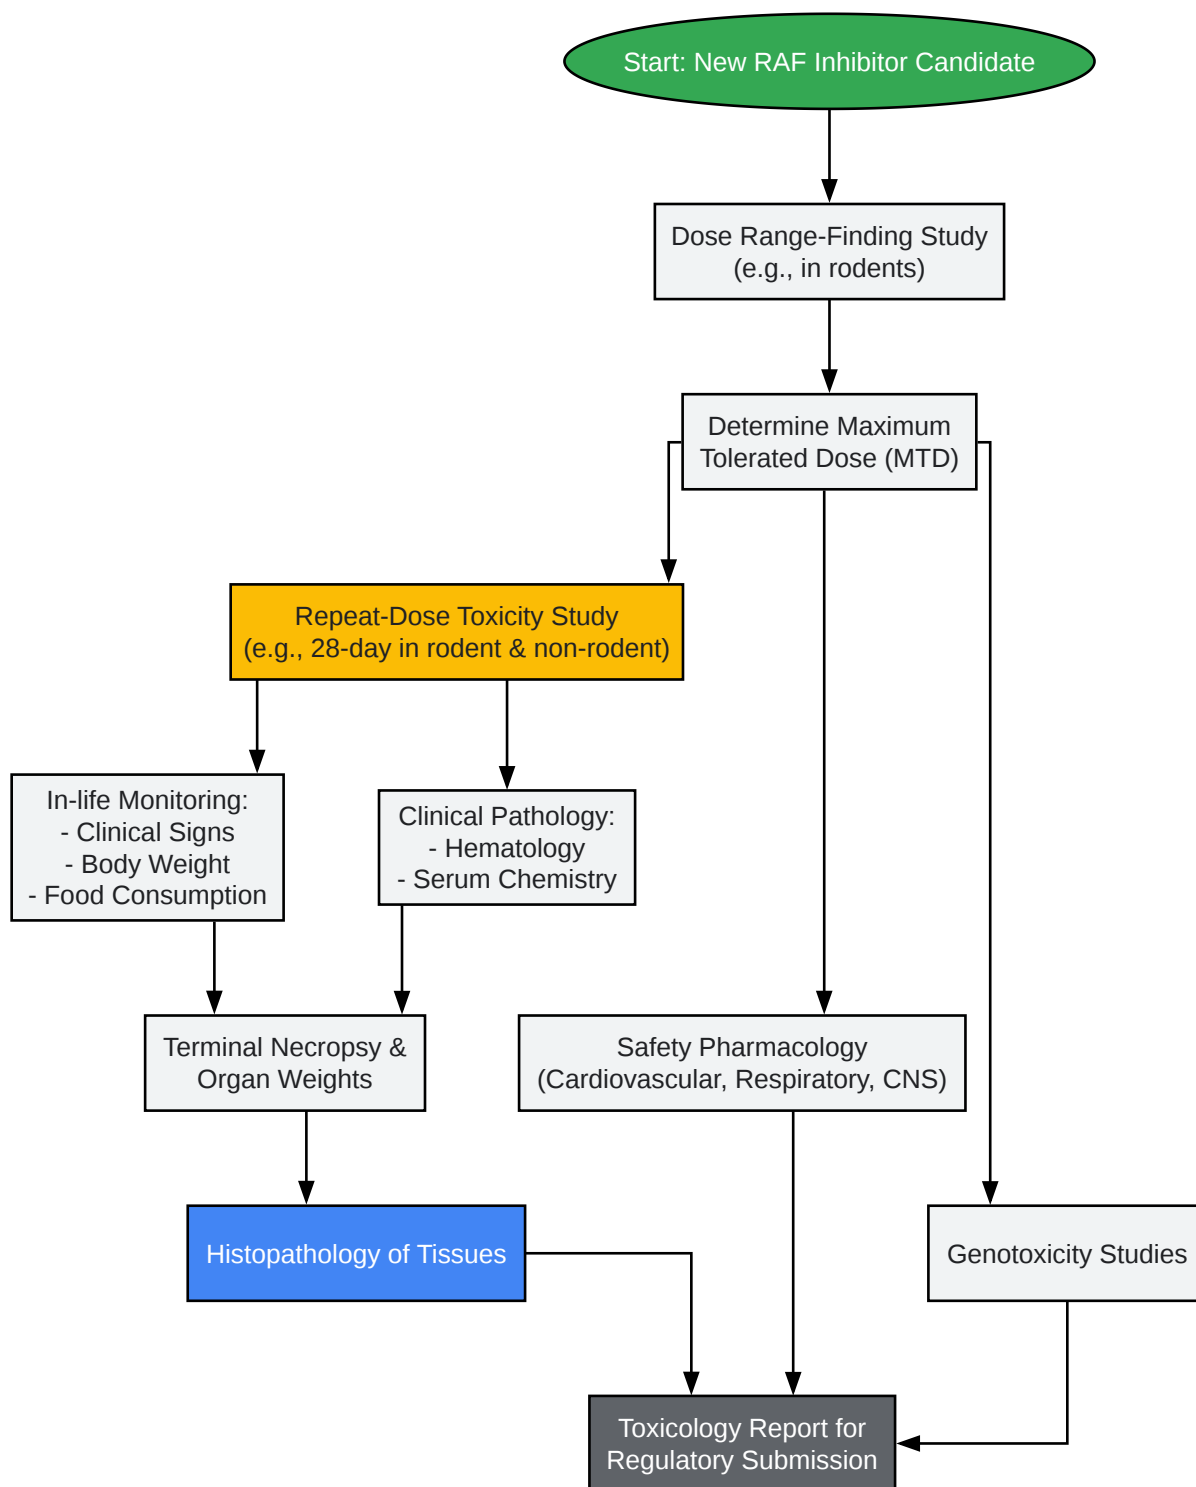 Start: New RAF Inhibitor Candidate
Dose Range-Finding Study
(e.g., in rodents)
Determine Maximum
Tolerated Dose (MTD)
Repeat-Dose Toxicity Study
(e.g., 28-day in rodent & non-rodent)
In-life Monitoring:
- Clinical Signs
- Body Weight
- Food Consumption
Clinical Pathology:
- Hematology
- Serum Chemistry
Terminal Necropsy &
Organ Weights
Safety Pharmacology
(Cardiovascular, Respiratory, CNS)
Histopathology of Tissues
Genotoxicity Studies
Toxicology Report for
Regulatory Submission